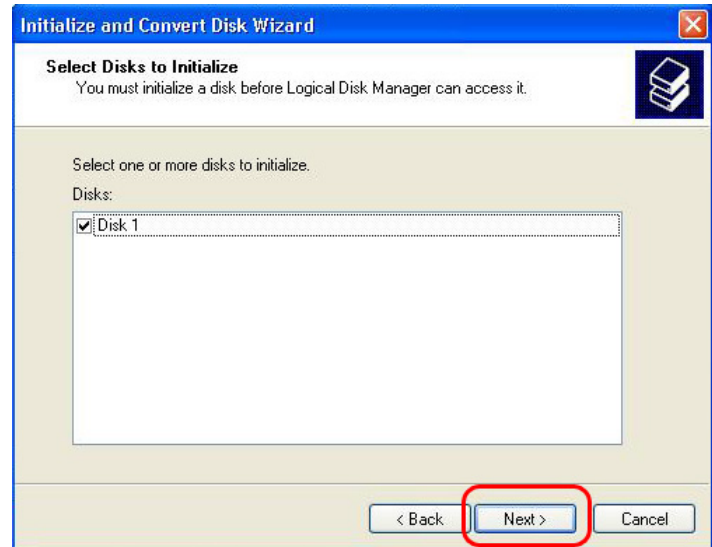 Initialize and Convert Disk Wizard
Select Disks to Initialize
You must initialize a disk before Logical Disk Manager can access it.
Select one or more disks to initialize.
Disks:
Disk 1
< Back
Next >
Cancel